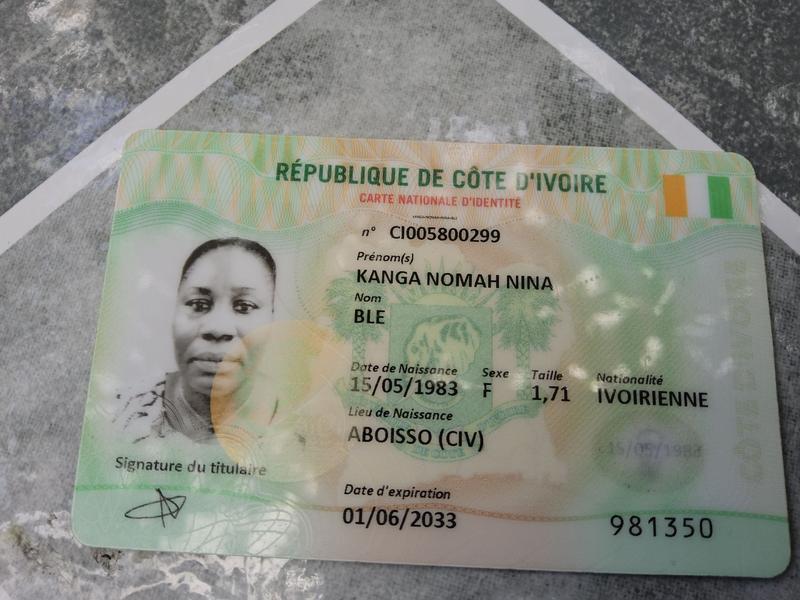 RÉPUBLIQUE DE CÔTE D'IVOIRE
CARTE NATIONALE D'IDENTITÉ
n° CI005800299
Prénom(s)
KANGA NOMAH NINA
Nom
BLE
Date de Naissance Sexe Taille Nationalité
15/05/1983 F 1,71 IVOIRIENNE
Lieu de Naissance
ABOISSO (CIV)
15/05/1983
Signature du titulaire
Date d'expiration
01/06/2033
981350